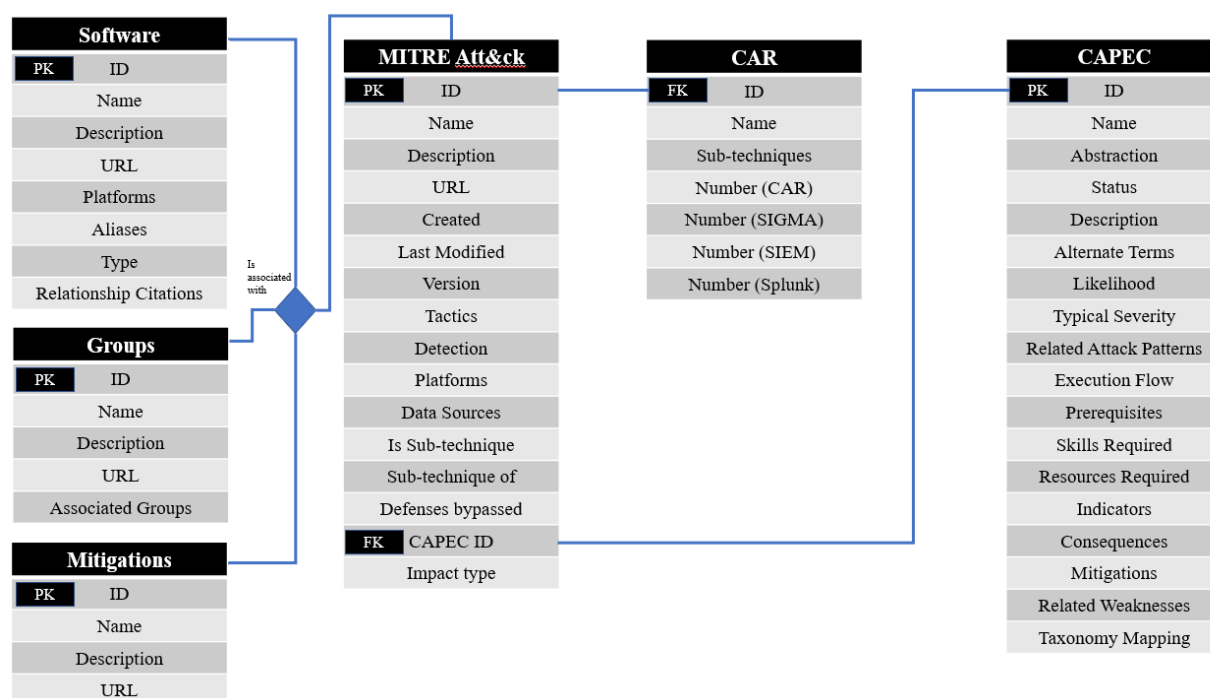 Software
PK ID
Name
Description
URL
Platforms
Aliases
Type
Relationship Citations
Groups
PK ID
Name
Description
URL
Associated Groups
Mitigations
PK ID
Name
Description
URL
Is
associated
with
MITRE Att&ck
PK ID
Name
Description
URL
Created
Last Modified
Version
Tactics
Detection
Platforms
Data Sources
Is Sub-technique
Sub-technique of
Defenses bypassed
FK CAPEC ID
Impact type
CAR
FK ID
Name
Sub-techniques
Number (CAR)
Number (SIGMA)
Number (SIEM)
Number (Splunk)
CAPEC
PK ID
Name
Abstraction
Status
Description
Alternate Terms
Likelihood
Typical Severity
Related Attack Patterns
Execution Flow
Prerequisites
Skills Required
Resources Required
Indicators
Consequences
Mitigations
Related Weaknesses
Taxonomy Mapping